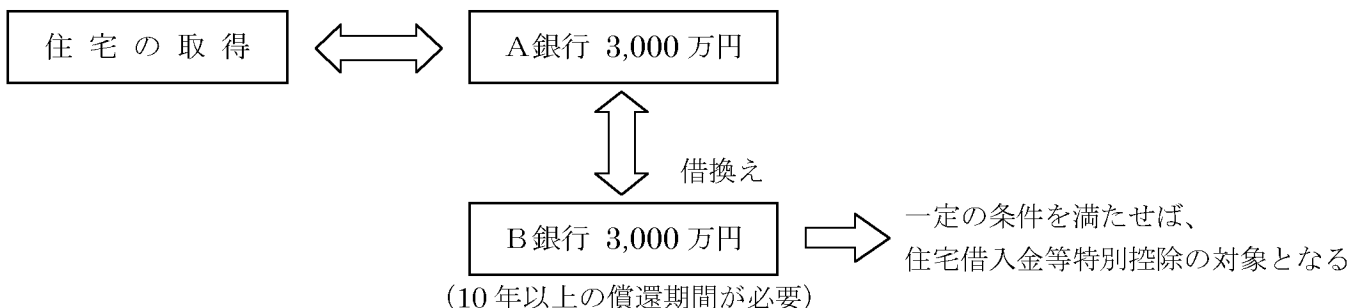 住宅の取得
A銀行 3,000万円
借換え
B銀行 3,000万円
一定の条件を満たせば、
住宅借入金等特別控除の対象となる
(10年以上の償還期間が必要)